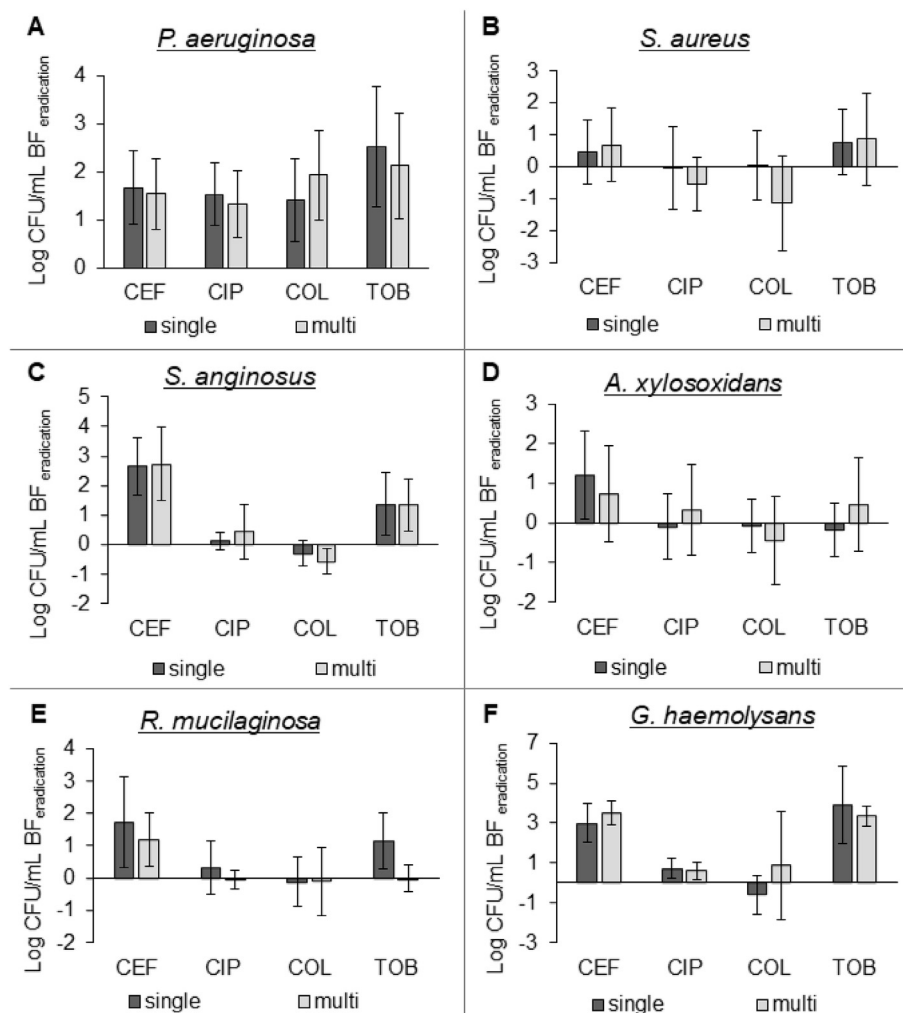 A
P. aeruginosa
Log CFU/mL BF eradication
4
3
2
1
0
CEF CIP COL TOB
single multi
B
S. aureus
Log CFU/mL BF eradication
3
2
1
0
-1
-2
-3
CEF CIP COL TOB
single multi
C
S. anginosus
Log CFU/mL BF eradication
5
4
3
2
1
0
-1
-2
CEF CIP COL TOB
single multi
D
A. xylosoxidans
Log CFU/mL BF eradication
3
2
1
0
-1
-2
CEF CIP COL TOB
single multi
E
R. mucilaginosa
Log CFU/mL BF eradication
4
3
2
1
0
-1
-2
CEF CIP COL TOB
single multi
F
G. haemolysans
Log CFU/mL BF eradication
7
5
3
1
-1
-3
CEF CIP COL TOB
single multi